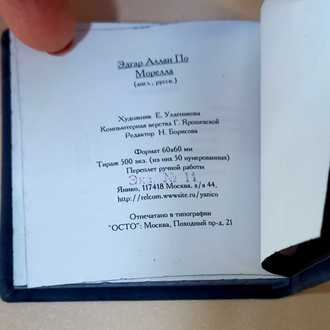 Эдгар Аллан По
Морелла
(англ., русск.)
Художник Е. Узденикова
Компьютерная верстка Г. Ярошевской
Редактор Н. Борисова
Формат 60х60 мм
Тираж 500 экз. (из них 50 нумерованных)
Переплет ручной работы
Экз. № 11
Янико, 117418 Москва, а/я 44,
http://relcom.wwwsite.ru/yanico
Отпечатано в типографии
"ОСТО": Москва, Походный пр-д, 21